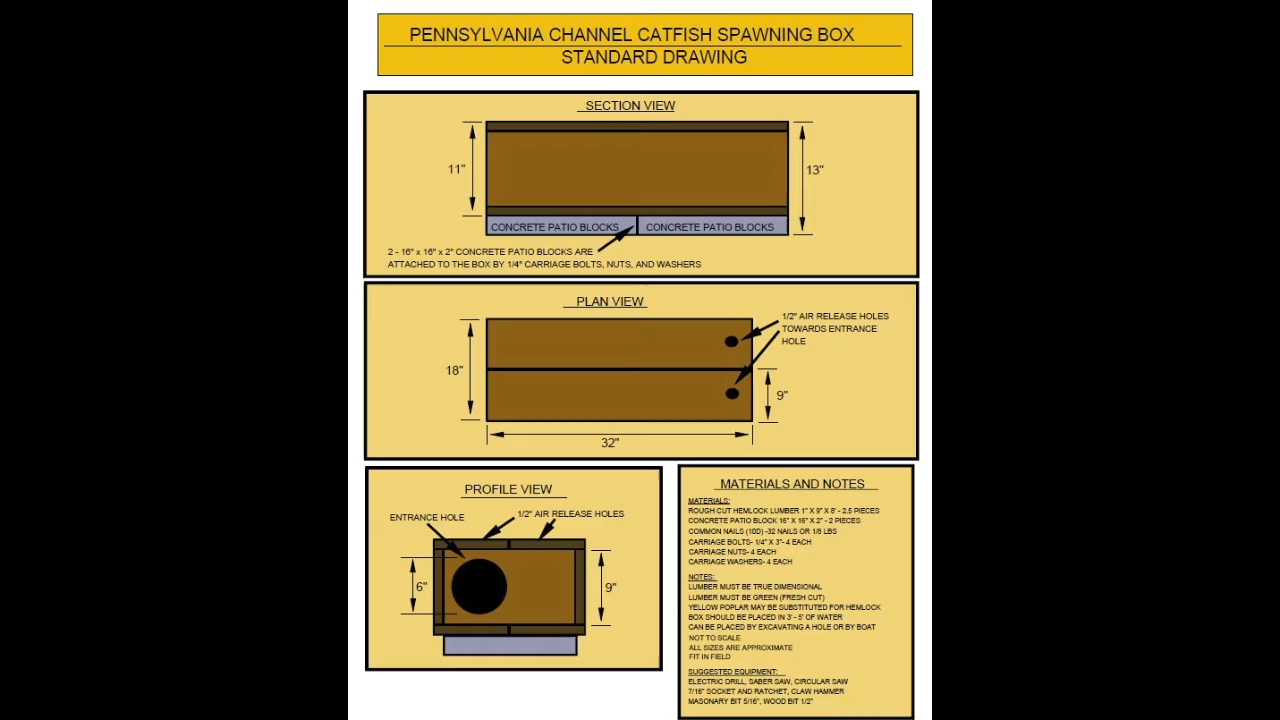 PENNSYLVANIA CHANNEL CATFISH SPAWNING BOX
STANDARD DRAWING
SECTION VIEW
11"
13"
CONCRETE PATIO BLOCKS
CONCRETE PATIO BLOCKS
2 - 16" x 16" x 2" CONCRETE PATIO BLOCKS ARE
ATTACHED TO THE BOX BY 1/4" CARRIAGE BOLTS, NUTS, AND WASHERS
PLAN VIEW
1/2" AIR RELEASE HOLES
TOWARDS ENTRANCE
HOLE
18"
9"
32"
PROFILE VIEW
ENTRANCE HOLE
1/2" AIR RELEASE HOLES
6"
9"
MATERIALS AND NOTES
MATERIALS:
ROUGH CUT HEMLOCK LUMBER 1" X 9" X 8' - 2.5 PIECES
CONCRETE PATIO BLOCK 16" X 16" X 2" - 2 PIECES
COMMON NAILS (10D) -32 NAILS OR 1/8 LBS
CARRIAGE BOLTS- 1/4" X 3"- 4 EACH
CARRIAGE NUTS- 4 EACH
CARRIAGE WASHERS- 4 EACH
NOTES:
LUMBER MUST BE TRUE DIMENSIONAL
LUMBER MUST BE GREEN (FRESH CUT)
YELLOW POPLAR MAY BE SUBSTITUTED FOR HEMLOCK
BOX SHOULD BE PLACED IN 3' - 5' OF WATER
CAN BE PLACED BY EXCAVATING A HOLE OR BY BOAT
NOT TO SCALE
ALL SIZES ARE APPROXIMATE
FIT IN FIELD
SUGGESTED EQUIPMENT:
ELECTRIC DRILL, SABER SAW, CIRCULAR SAW
7/16" SOCKET AND RATCHET, CLAW HAMMER
MASONARY BIT 5/16", WOOD BIT 1/2"